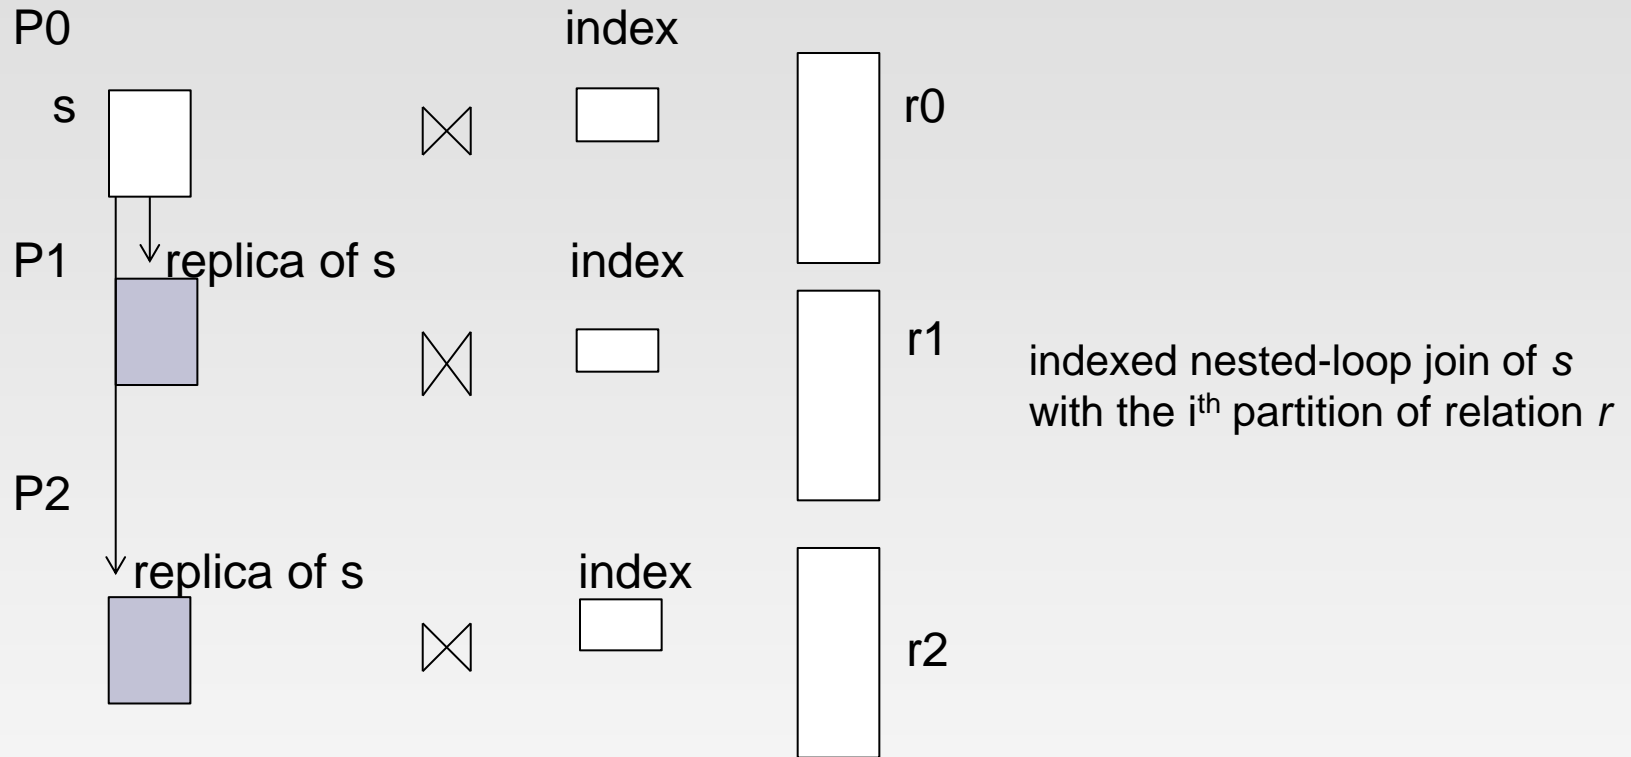 P0
index
s
r0
P1
replica of s
index
r1
indexed nested-loop join of s
with the ith partition of relation r
P2
replica of s
index
r2